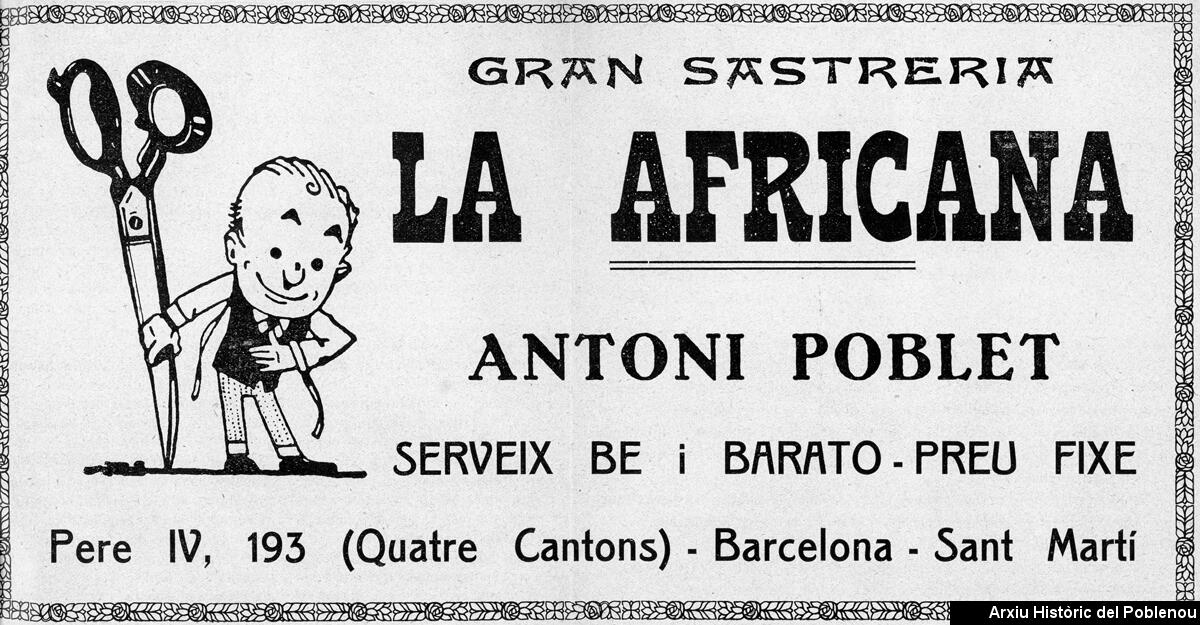 GRAN SASTRERIA
LA AFRICANA
ANTONI POBLET
SERVEIX BE i BARATO - PREU FIXE
Pere IV, 193 (Quatre Cantons) - Barcelona - Sant Martí
Arxiu Històric del Poblenou